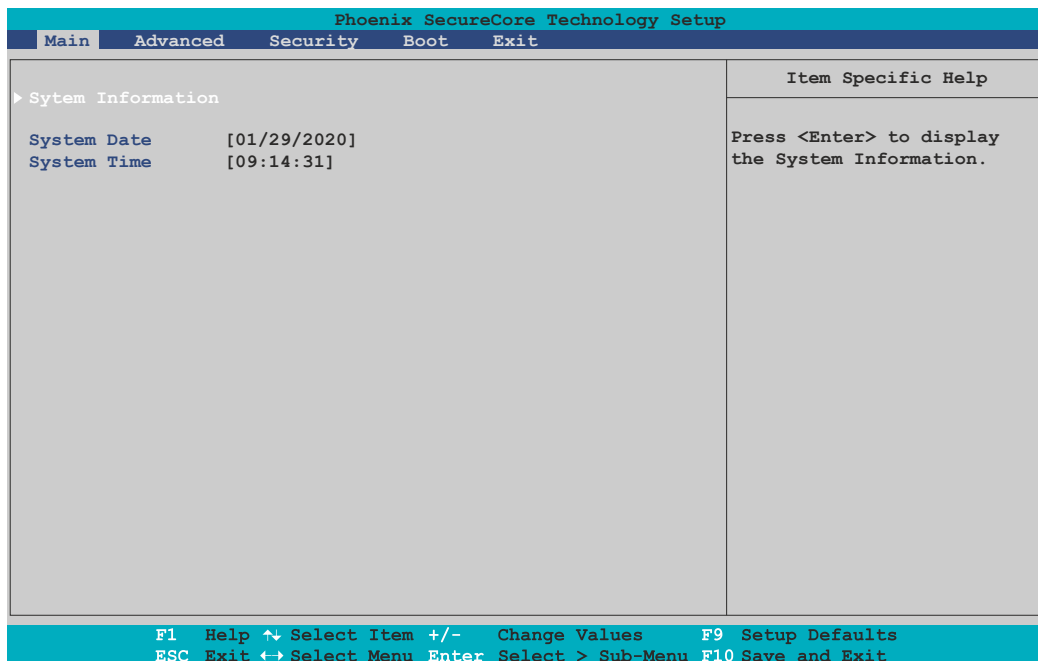 Phoenix SecureCore Technology Setup
Main Advanced Security Boot Exit
Sytem Information
System Date [01/29/2020]
System Time [09:14:31]
Item Specific Help
Press <Enter> to display
the System Information.
F1 Help ↑↓ Select Item +/- Change Values F9 Setup Defaults
ESC Exit ←→ Select Menu Enter Select > Sub-Menu F10 Save and Exit